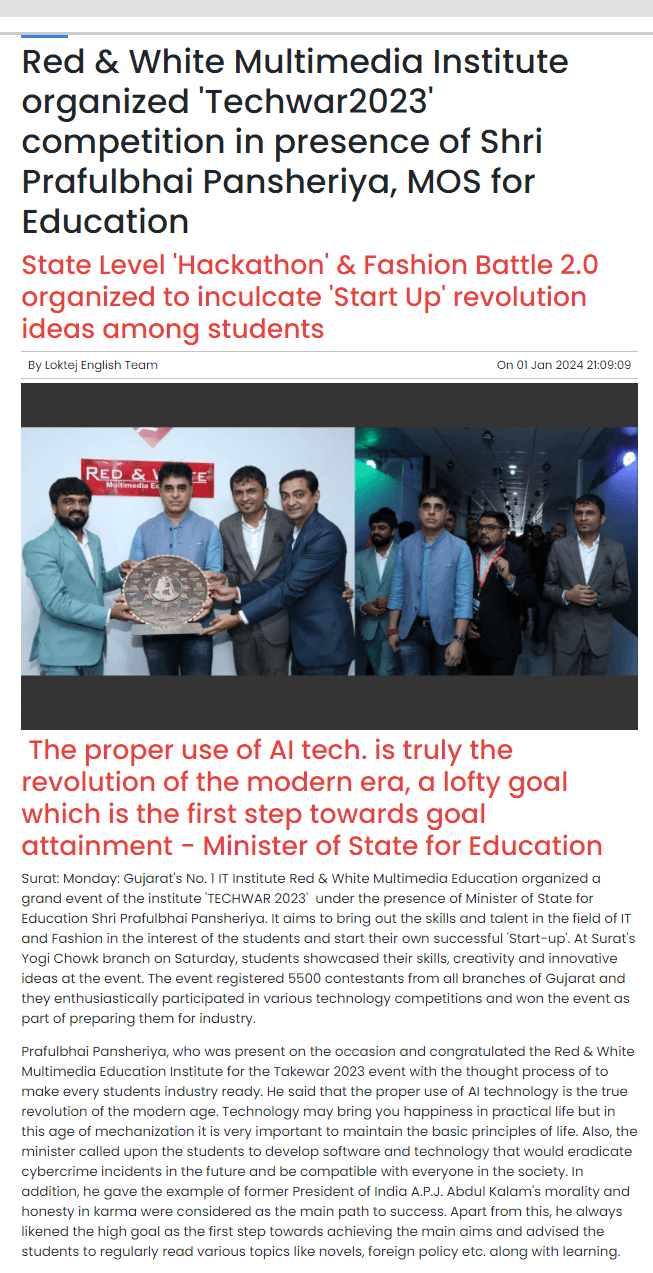 Red & White Multimedia Institute
organized 'Techwar2023'
competition in presence of Shri
Prafulbhai Pansheriya, MOS for
Education
State Level 'Hackathon' & Fashion Battle 2.0
organized to inculcate 'Start Up' revolution
ideas among students
By Loktej English Team On 01 Jan 2024 21:09:09
RED & W
Multimedia Ed
The proper use of AI tech. is truly the
revolution of the modern era, a lofty goal
which is the first step towards goal
attainment - Minister of State for Education
Surat: Monday: Gujarat's No. 1 IT Institute Red & White Multimedia Education organized a
grand event of the institute 'TECHWAR 2023' under the presence of Minister of State for
Education Shri Prafulbhai Pansheriya. It aims to bring out the skills and talent in the field of IT
and Fashion in the interest of the students and start their own successful 'Start-up'. At Surat's
Yogi Chowk branch on Saturday, students showcased their skills, creativity and innovative
ideas at the event. The event registered 5500 contestants from all branches of Gujarat and
they enthusiastically participated in various technology competitions and won the event as
part of preparing them for industry.
Prafulbhai Pansheriya, who was present on the occasion and congratulated the Red & White
Multimedia Education Institute for the Takewar 2023 event with the thought process of to
make every students industry ready. He said that the proper use of AI technology is the true
revolution of the modern age. Technology may bring you happiness in practical life but in
this age of mechanization it is very important to maintain the basic principles of life. Also, the
minister called upon the students to develop software and technology that would eradicate
cybercrime incidents in the future and be compatible with everyone in the society. In
addition, he gave the example of former President of India A.P.J. Abdul Kalam's morality and
honesty in karma were considered as the main path to success. Apart from this, he always
likened the high goal as the first step towards achieving the main aims and advised the
students to regularly read various topics like novels, foreign policy etc. along with learning.